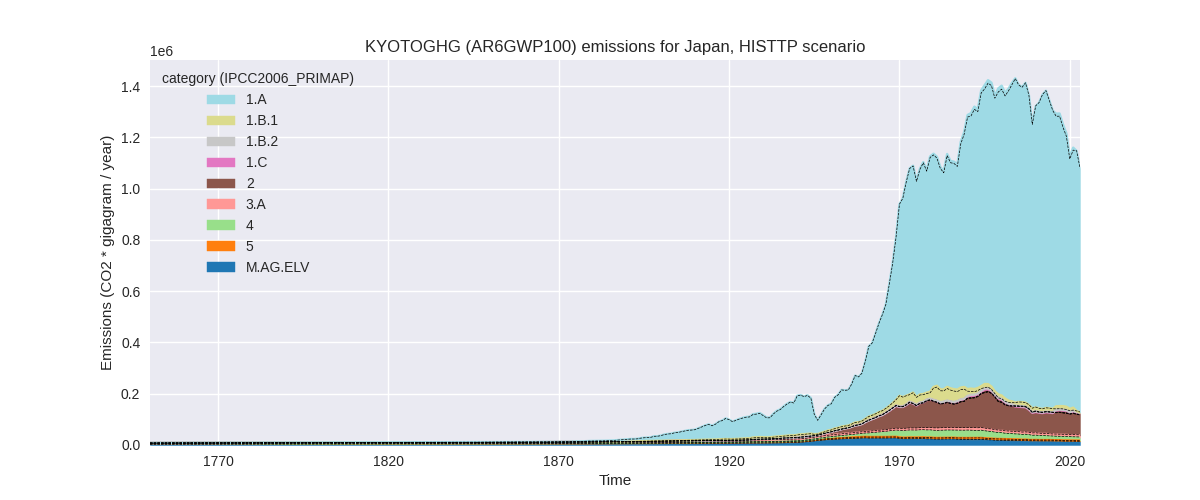 KYOTOGHG (AR6GWP100) emissions for Japan, HISTTP scenario
1e6
category (IPCC2006_PRIMAP)
1.A
1.B.1
1.B.2
1.C
2
3.A
4
5
M.AG.ELV
Emissions (CO2 * gigagram / year)
1.4
1.2
1.0
0.8
0.6
0.4
0.2
0.0
1770
1820
1870
1920
1970
2020
Time